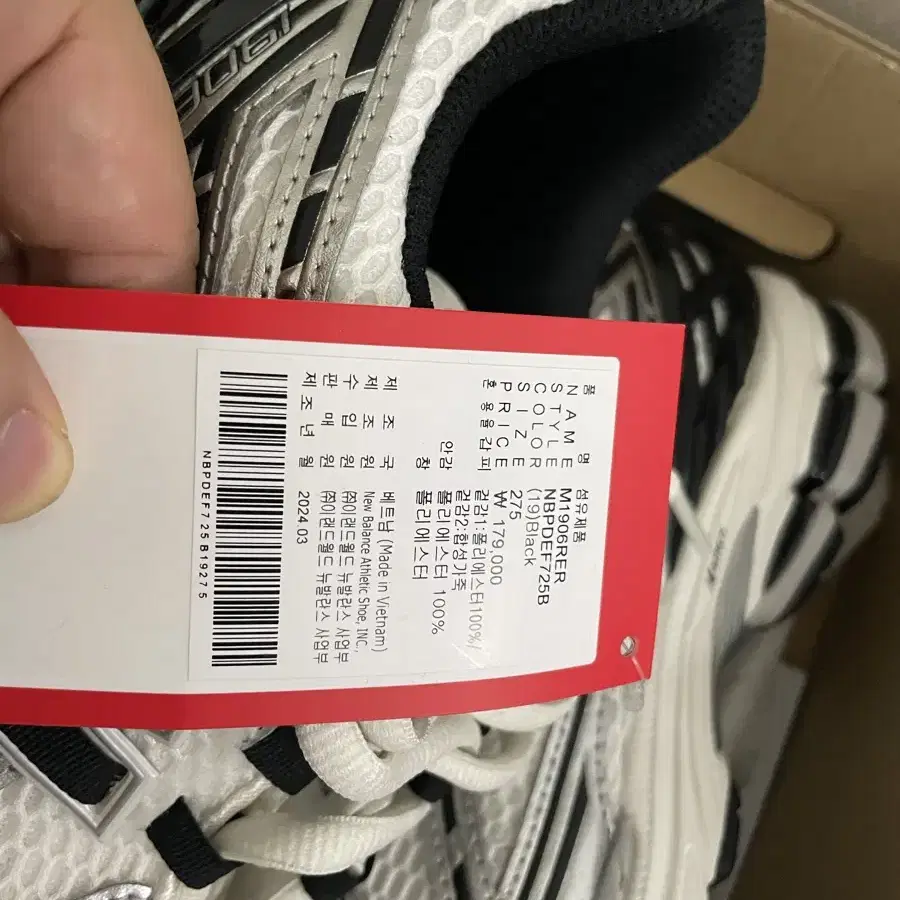 1906
품 명 섬유제품
NAME M1906RER
STYLE NBPDEF725B
COLOR (19)Black
SIZE 275
PRICE ₩ 179,000
혼용율 갑피 겉감1:폴리에스터100%/
겉감2:합성가죽
안감 폴리에스터 100%
창 폴리에스터
제 조 국 베트남 (Made in Vietnam)
제 조 원 New Balance Athletic Shoe, INC.,
수 입 원 ㈜이랜드월드 뉴발란스 사업부
판 매 원 ㈜이랜드월드 뉴발란스 사업부
제 조 년 월 2024.03
NBPDEF725B19275